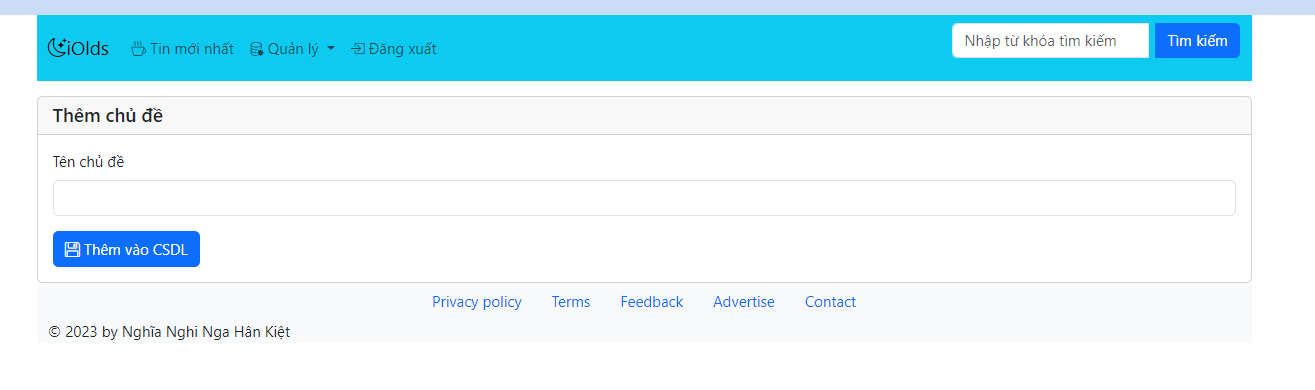 iOlds Tin mới nhất Quản lý Đăng xuất Nhập từ khóa tìm kiếm Tìm kiếm
Thêm chủ đề
Tên chủ đề
Thêm vào CSDL
Privacy policy Terms Feedback Advertise Contact
© 2023 by Nghĩa Nghi Nga Hân Kiệt